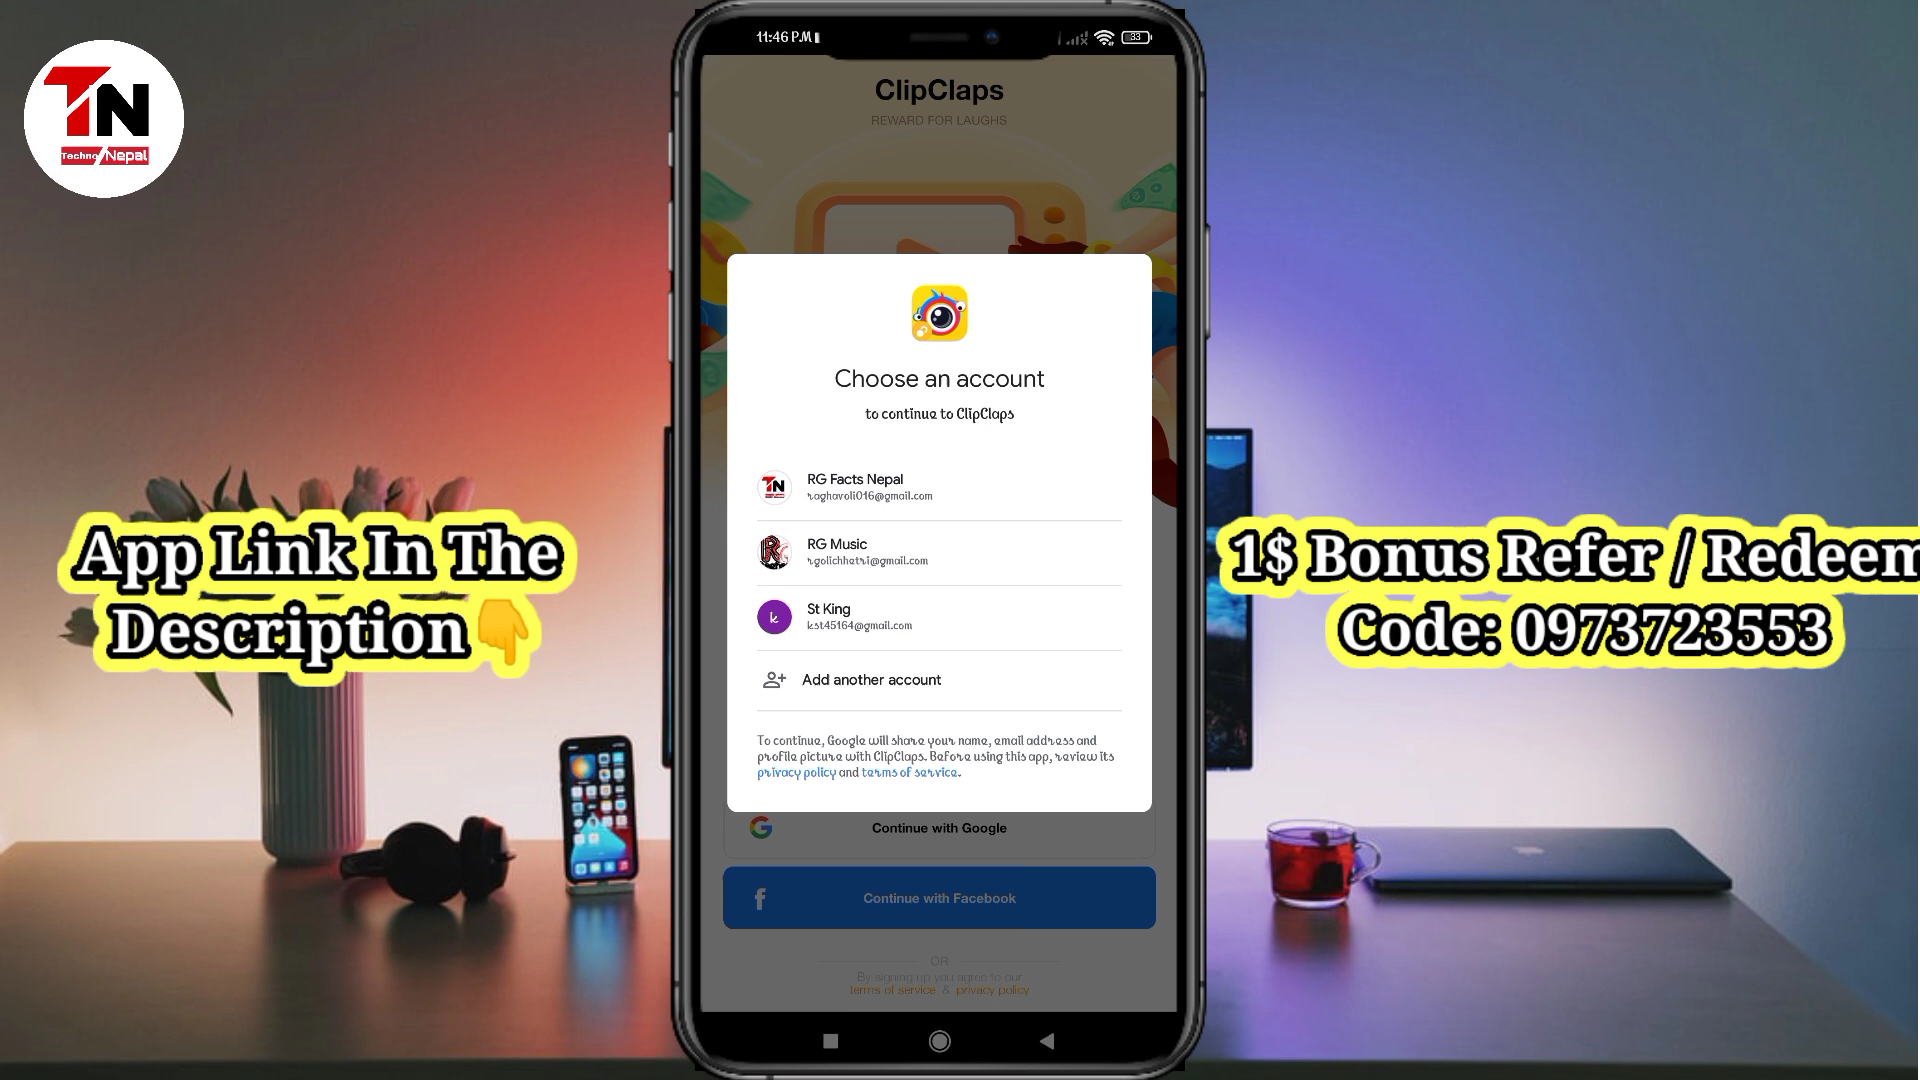 TN
Techno Nepal
11:46 P.M
33
ClipClaps
REWARD FOR LAUGHS
Choose an account
to continue to ClipClaps
TN
RG Facts Nepal
raghavoli016@gmail.com
RG
RG Music
rgolichhetri@gmail.com
k
St King
kst45164@gmail.com
Add another account
To continue, Google will share your name, email address and
profile picture with ClipClaps. Before using this app, review its
privacy policy and terms of service.
Continue with Google
Continue with Facebook
OR
By signing up you agree to our
terms of service & privacy policy
App Link In The
Description👇
1$ Bonus Refer / Redeem
Code: 0973723553